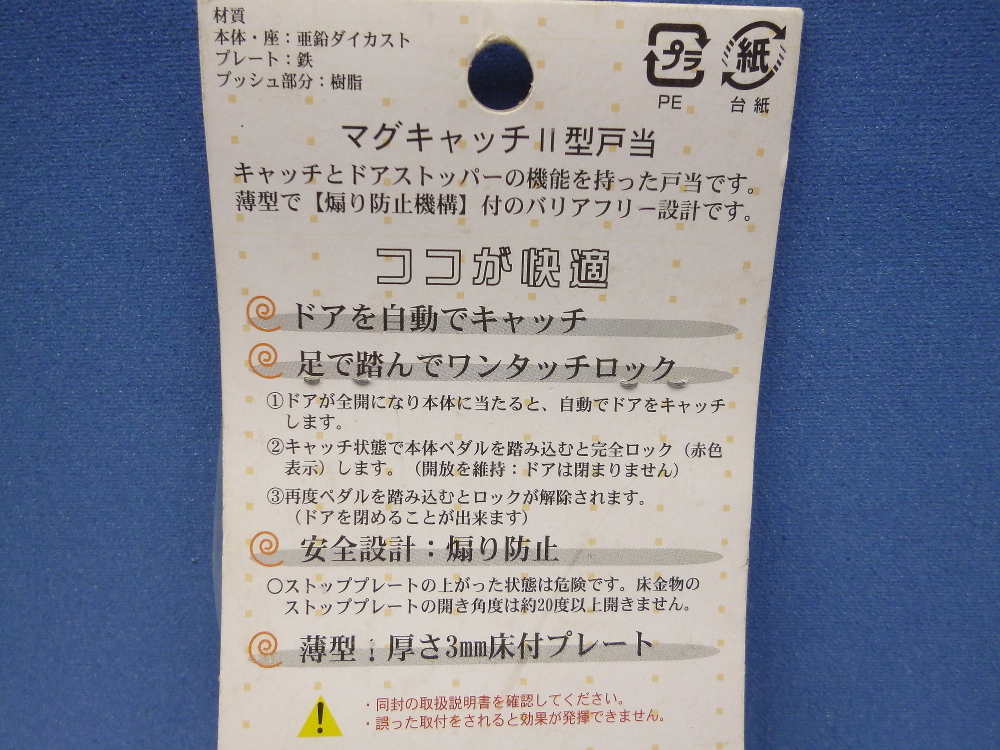 材質
本体・座：亜鉛ダイカスト
プレート：鉄
プッシュ部分：樹脂
プラ
PE
紙
台紙
マグキャッチⅡ型戸当
キャッチとドアストッパーの機能を持った戸当です。
薄型で【煽り防止機構】付のバリアフリー設計です。
ココが快適
ドアを自動でキャッチ
足で踏んでワンタッチロック
①ドアが全開になり本体に当たると、自動でドアをキャッチ
します。
②キャッチ状態で本体ペダルを踏み込むと完全ロック（赤色
表示）します。（開放を維持：ドアは閉まりません）
③再度ペダルを踏み込むとロックが解除されます。
（ドアを閉めることが出来ます）
安全設計：煽り防止
○ストッププレートの上がった状態は危険です。床金物の
ストッププレートの開き角度は約20度以上開きません。
薄型：厚さ3mm床付プレート
・同封の取扱説明書を確認してください。
・誤った取付をされると効果が発揮できません。